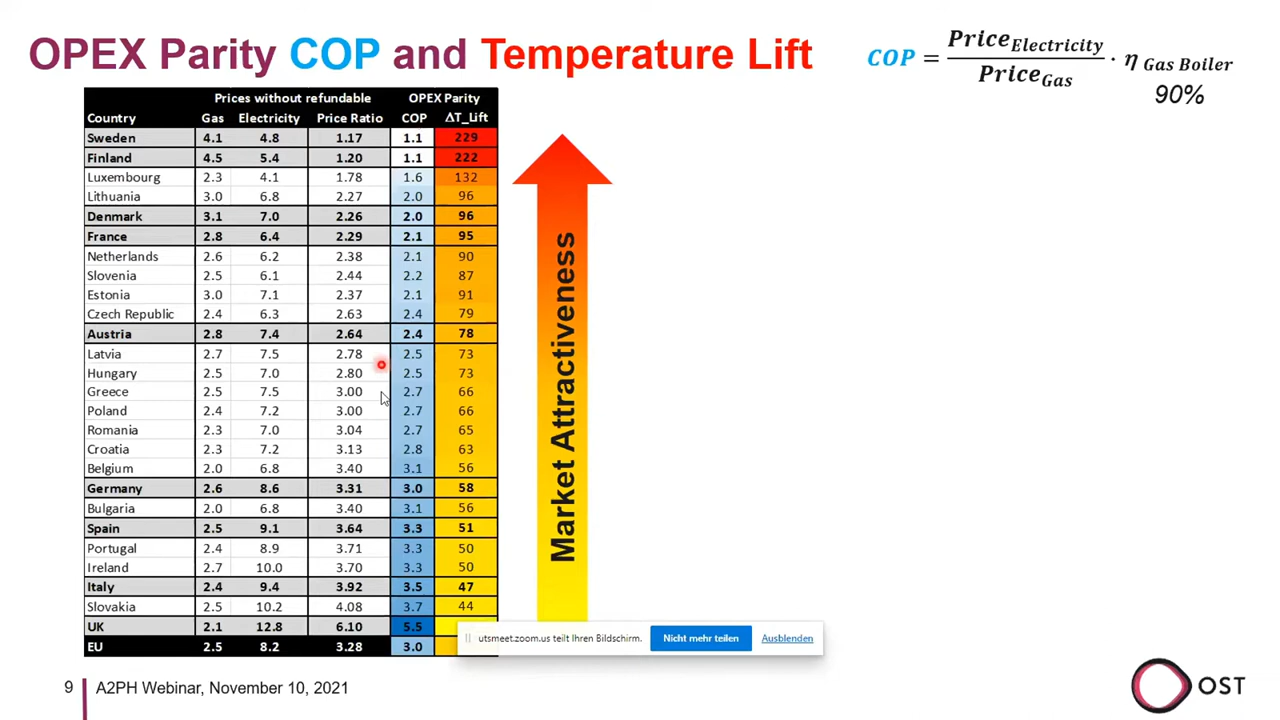 OPEX Parity COP and Temperature Lift
COP = Price_Electricity / Price_Gas · η Gas Boiler
90%
Prices without refundable OPEX Parity
Country Gas Electricity Price Ratio COP ΔT_Lift
Sweden 4.1 4.8 1.17 1.1 229
Finland 4.5 5.4 1.20 1.1 222
Luxembourg 2.3 4.1 1.78 1.6 132
Lithuania 3.0 6.8 2.27 2.0 96
Denmark 3.1 7.0 2.26 2.0 96
France 2.8 6.4 2.29 2.1 95
Netherlands 2.6 6.2 2.38 2.1 90
Slovenia 2.5 6.1 2.44 2.2 87
Estonia 3.0 7.1 2.37 2.1 91
Czech Republic 2.4 6.3 2.63 2.4 79
Austria 2.8 7.4 2.64 2.4 78
Latvia 2.7 7.5 2.78 2.5 73
Hungary 2.5 7.0 2.80 2.5 73
Greece 2.5 7.5 3.00 2.7 66
Poland 2.4 7.2 3.00 2.7 66
Romania 2.3 7.0 3.04 2.7 65
Croatia 2.3 7.2 3.13 2.8 63
Belgium 2.0 6.8 3.40 3.1 56
Germany 2.6 8.6 3.31 3.0 58
Bulgaria 2.0 6.8 3.40 3.1 56
Spain 2.5 9.1 3.64 3.3 51
Portugal 2.4 8.9 3.71 3.3 50
Ireland 2.7 10.0 3.70 3.3 50
Italy 2.4 9.4 3.92 3.5 47
Slovakia 2.5 10.2 4.08 3.7 44
UK 2.1 12.8 6.10 5.5
EU 2.5 8.2 3.28 3.0
Market Attractiveness
utsmeet.zoom.us teilt Ihren Bildschirm. Nicht mehr teilen Ausblenden
9 A2PH Webinar, November 10, 2021
OST